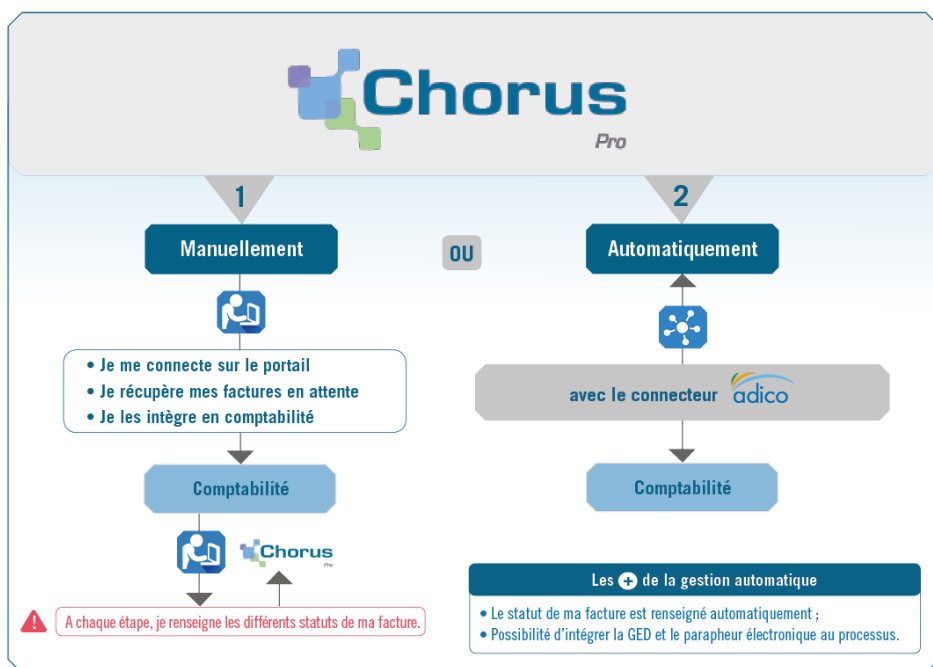 Chorus
Pro
1
2
Manuellement
OU
Automatiquement
• Je me connecte sur le portail
• Je récupère mes factures en attente
• Je les intègre en comptabilité
avec le connecteur adico
Comptabilité
Comptabilité
Chorus
Pro
A chaque étape, je renseigne les différents statuts de ma facture.
Les + de la gestion automatique
• Le statut de ma facture est renseigné automatiquement ;
• Possibilité d'intégrer la GED et le parapheur électronique au processus.